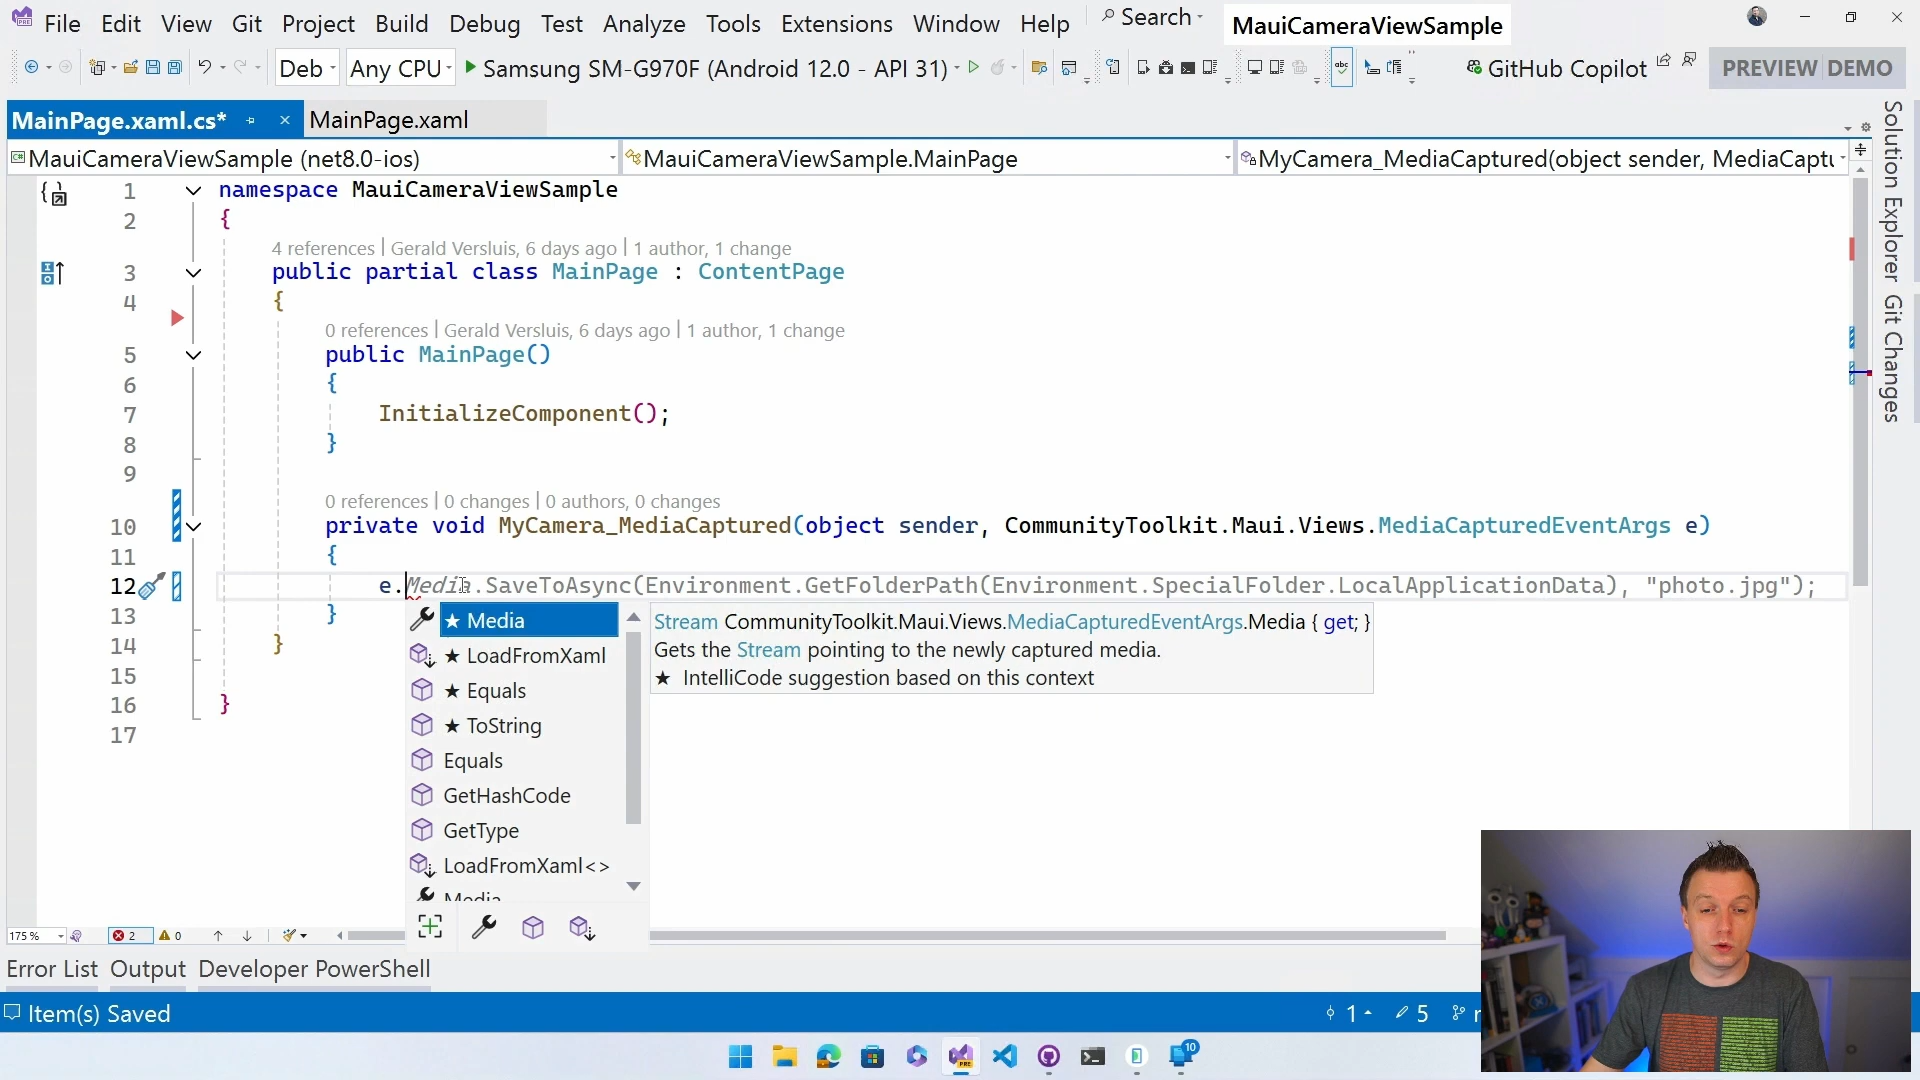 File Edit View Git Project Build Debug Test Analyze Tools Extensions Window Help Search MauiCameraViewSample
Deb Any CPU Samsung SM-G970F (Android 12.0 - API 31) GitHub Copilot PREVIEW DEMO
MainPage.xaml.cs* MainPage.xaml
MauiCameraViewSample (net8.0-ios) MauiCameraViewSample.MainPage MyCamera_MediaCaptured(object sender, MediaCaptu
1 namespace MauiCameraViewSample
2 {
4 references | Gerald Versluis, 6 days ago | 1 author, 1 change
3 public partial class MainPage : ContentPage
4 {
0 references | Gerald Versluis, 6 days ago | 1 author, 1 change
5 public MainPage()
6 {
7 InitializeComponent();
8 }
9
0 references | 0 changes | 0 authors, 0 changes
10 private void MyCamera_MediaCaptured(object sender, CommunityToolkit.Maui.Views.MediaCapturedEventArgs e)
11 {
12 e.Media.SaveToAsync(Environment.GetFolderPath(Environment.SpecialFolder.LocalApplicationData), "photo.jpg");
13 }
14 }
15
16 }
17
★ Media
★ LoadFromXaml
★ Equals
★ ToString
Equals
GetHashCode
GetType
LoadFromXaml<>
Media
Stream CommunityToolkit.Maui.Views.MediaCapturedEventArgs.Media { get; }
Gets the Stream pointing to the newly captured media.
★ IntelliCode suggestion based on this context
Solution Explorer
Git Changes
175 % 2 0
Error List Output Developer PowerShell
Item(s) Saved 1 5
10